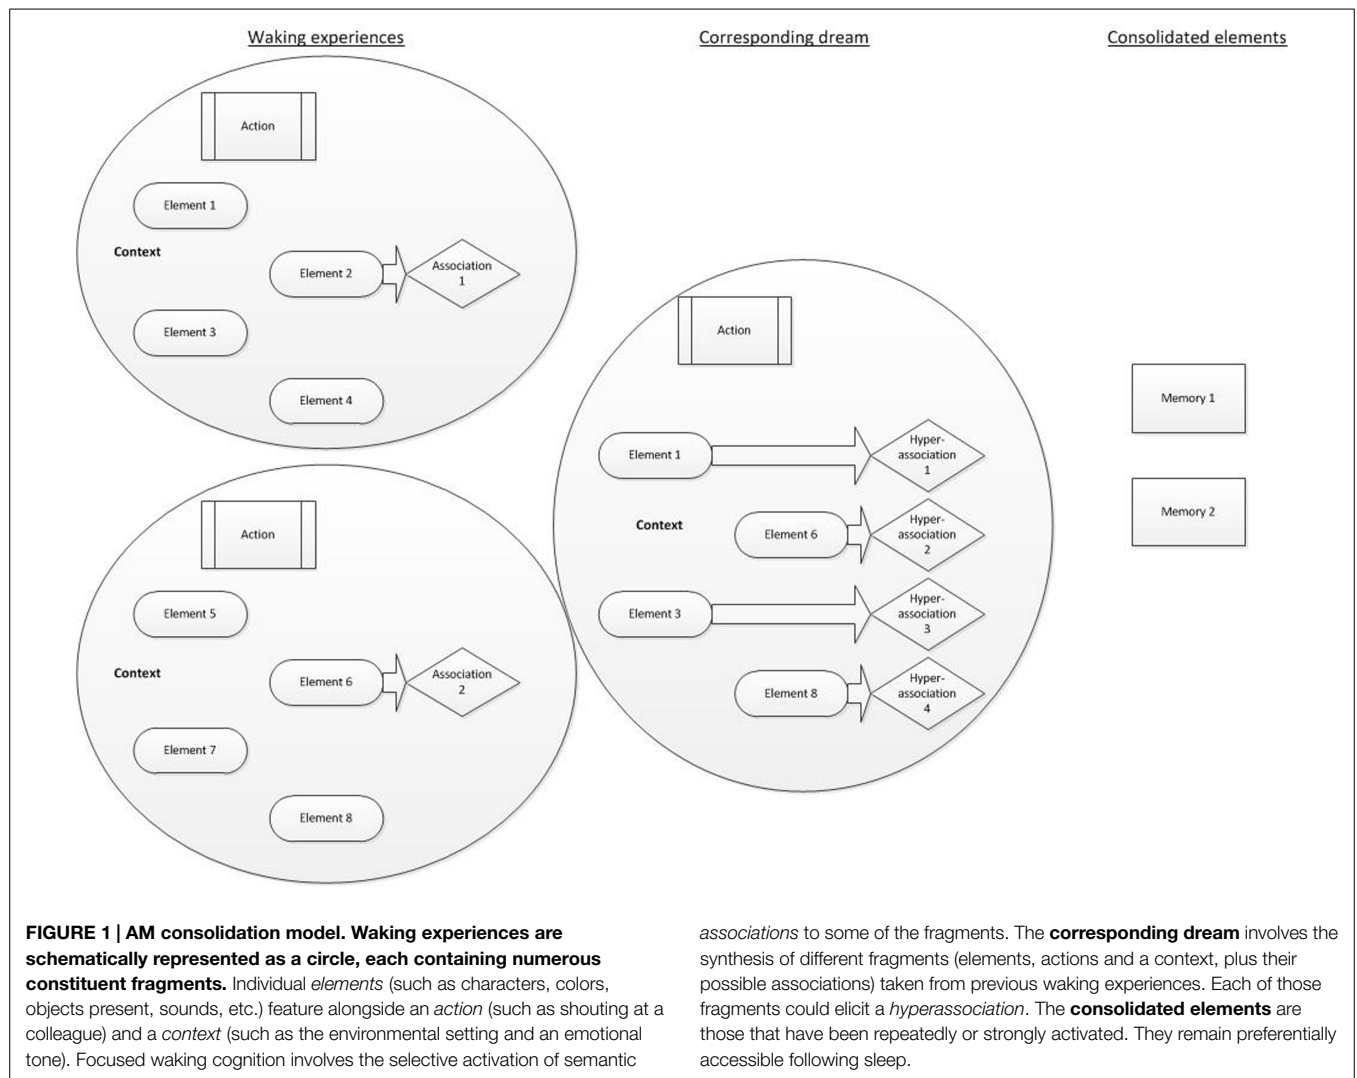 Waking experiences
Corresponding dream
Consolidated elements
Action
Element 1
Context
Element 2
Association
1
Element 3
Element 4
Action
Element 5
Context
Element 6
Association
2
Element 7
Element 8
Action
Element 1
Hyper-
association
1
Context
Element 6
Hyper-
association
2
Element 3
Hyper-
association
3
Element 8
Hyper-
association
4
Memory 1
Memory 2
FIGURE 1 | AM consolidation model. Waking experiences are
schematically represented as a circle, each containing numerous
constituent fragments. Individual elements (such as characters, colors,
objects present, sounds, etc.) feature alongside an action (such as shouting at a
colleague) and a context (such as the environmental setting and an emotional
tone). Focused waking cognition involves the selective activation of semantic
associations to some of the fragments. The corresponding dream involves the
synthesis of different fragments (elements, actions and a context, plus their
possible associations) taken from previous waking experiences. Each of those
fragments could elicit a hyperassociation. The consolidated elements are
those that have been repeatedly or strongly activated. They remain preferentially
accessible following sleep.